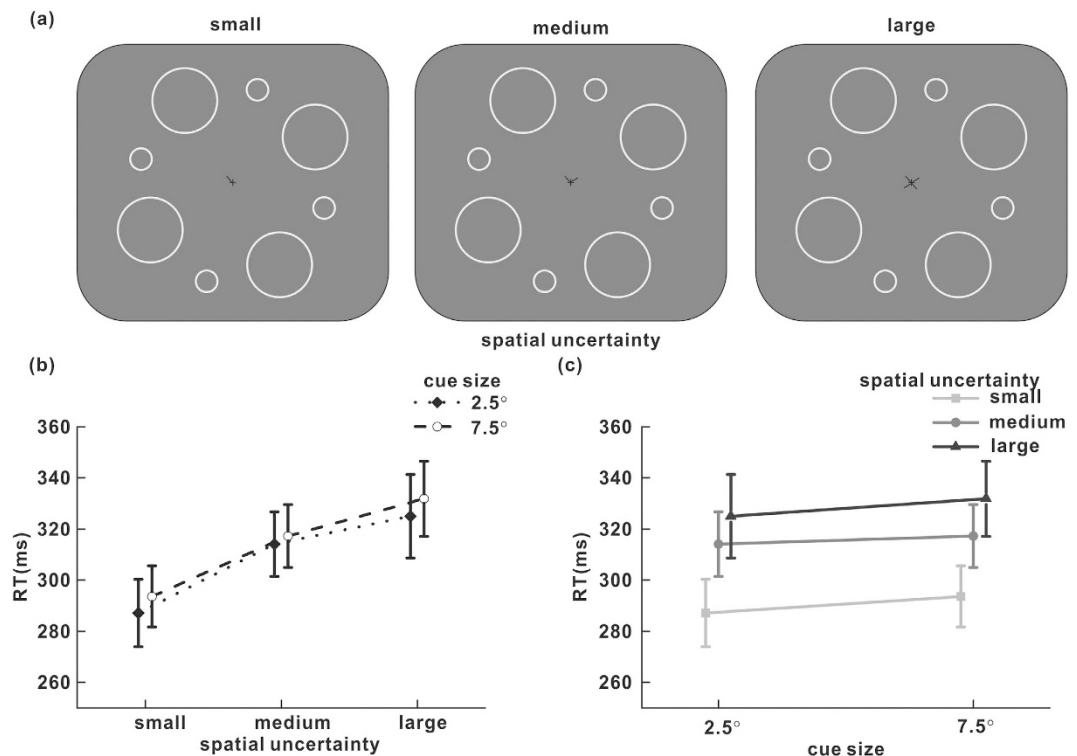 (a)
small
medium
large
spatial uncertainty
(b)
cue size
2.5°
7.5°
360
340
320
300
280
260
RT(ms)
small
medium
large
spatial uncertainty
(c)
spatial uncertainty
small
medium
large
360
340
320
300
280
260
RT(ms)
2.5°
7.5°
cue size